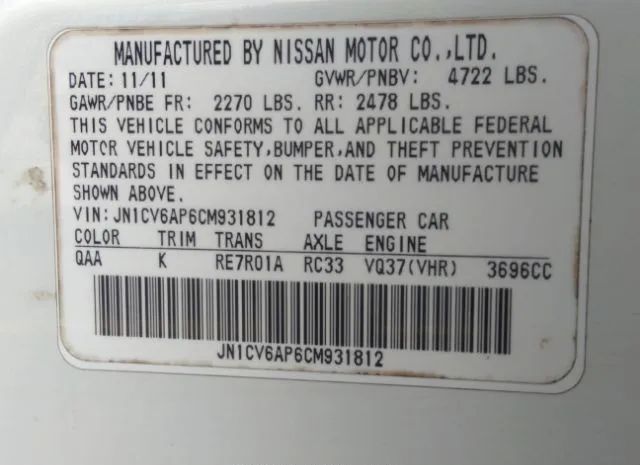 MANUFACTURED BY NISSAN MOTOR CO.,LTD.
DATE: 11/11 GVWR/PNBV: 4722 LBS.
GAWR/PNBE FR: 2270 LBS. RR: 2478 LBS.
THIS VEHICLE CONFORMS TO ALL APPLICABLE FEDERAL
MOTOR VEHICLE SAFETY,BUMPER,AND THEFT PREVENTION
STANDARDS IN EFFECT ON THE DATE OF MANUFACTURE
SHOWN ABOVE.
VIN: JN1CV6AP6CM931812 PASSENGER CAR
COLOR TRIM TRANS AXLE ENGINE
QAA K RE7R01A RC33 VQ37(VHR) 3696CC
JN1CV6AP6CM931812